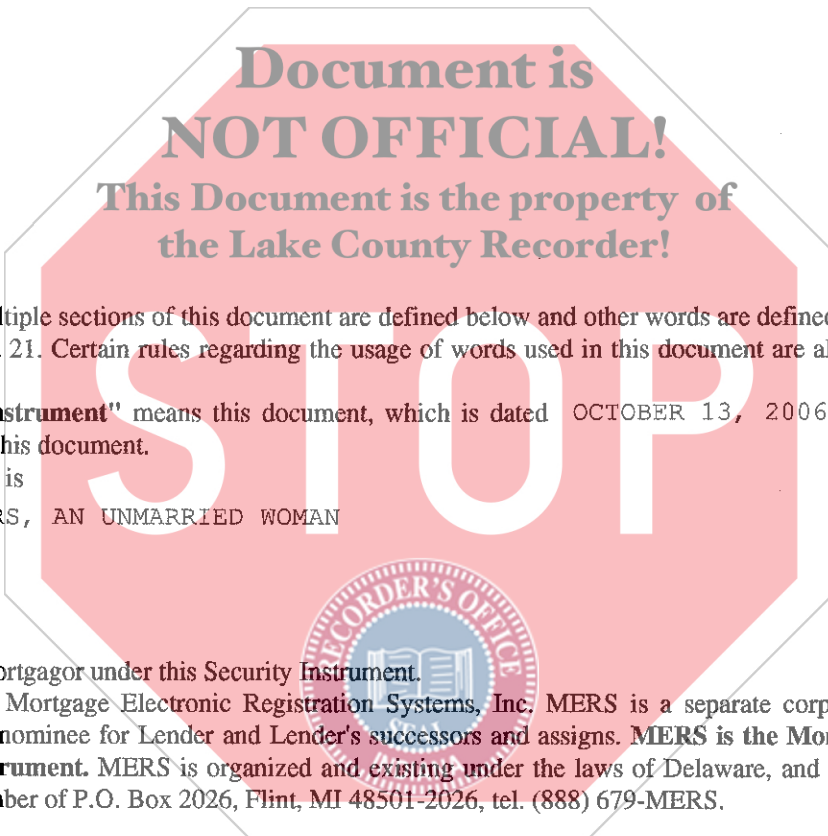 Document is
NOT OFFICIAL!
This Document is the property of
the Lake County Recorder!
ltiple sections of this document are defined below and other words are defined
21. Certain rules regarding the usage of words used in this document are al
nstrument" means this document, which is dated OCTOBER 13, 2006
his document.
is
RS, AN UNMARRIED WOMAN
STOP
RECORDER'S OFFICE
ortgagor under this Security Instrument.
Mortgage Electronic Registration Systems, Inc. MERS is a separate corp
nominee for Lender and Lender's successors and assigns. MERS is the Mor
rument. MERS is organized and existing under the laws of Delaware, and
ber of P.O. Box 2026, Flint, MI 48501-2026, tel. (888) 679-MERS.
SEAL